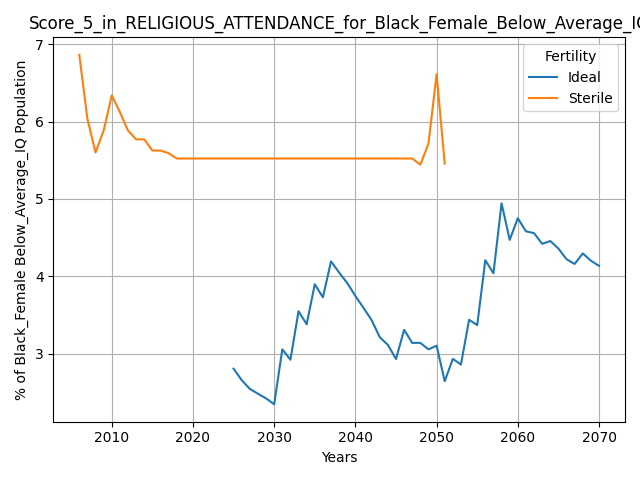 Score_5_in_RELIGIOUS_ATTENDANCE_for_Black_Female_Below_Average_IQ
7
6
5
4
3
% of Black_Female Below_Average_IQ Population
Fertility
Ideal
Sterile
2010 2020 2030 2040 2050 2060 2070
Years